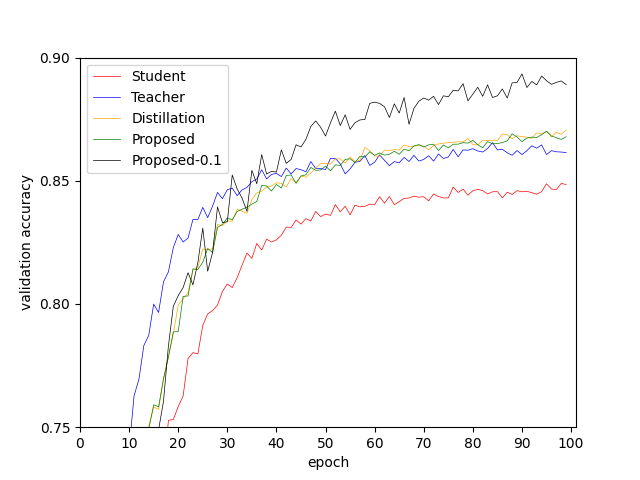 0.90
0.85
0.80
0.75
validation accuracy
Student
Teacher
Distillation
Proposed
Proposed-0.1
0 10 20 30 40 50 60 70 80 90 100
epoch